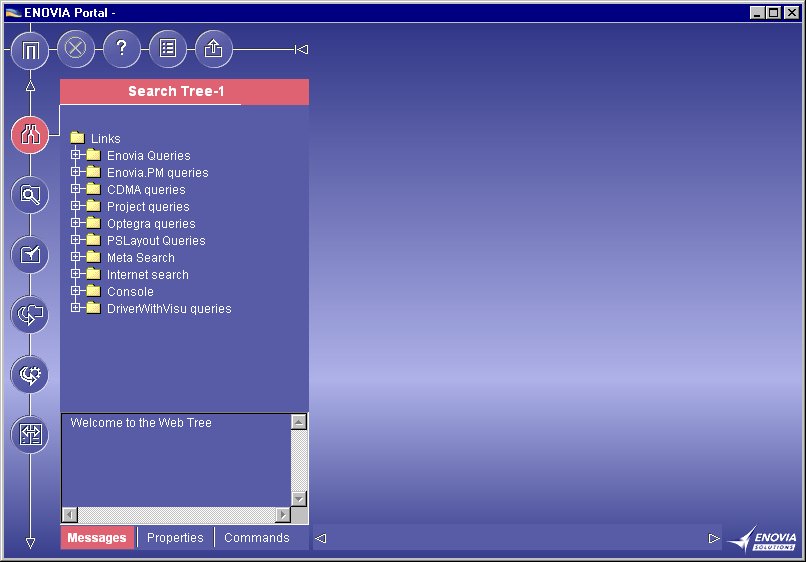 ENOVIA Portal -
?
Search Tree-1
Links
Enovia Queries
Enovia.PM queries
CDMA queries
Project queries
Optegra queries
PSLayout Queries
Meta Search
Internet search
Console
DriverWithVisu queries
Welcome to the Web Tree
Messages Properties Commands
ENOVIA
SOLUTIONS